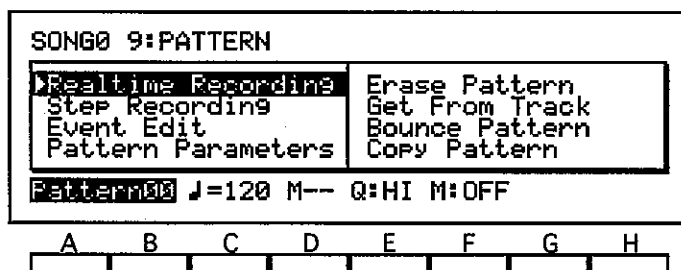 SONG0 9:PATTERN
Realtime Recording
Step Recording
Event Edit
Pattern Parameters
Erase Pattern
Get From Track
Bounce Pattern
Copy Pattern
Pattern00 ♩=120 M-- Q:HI M:OFF
A B C D E F G H